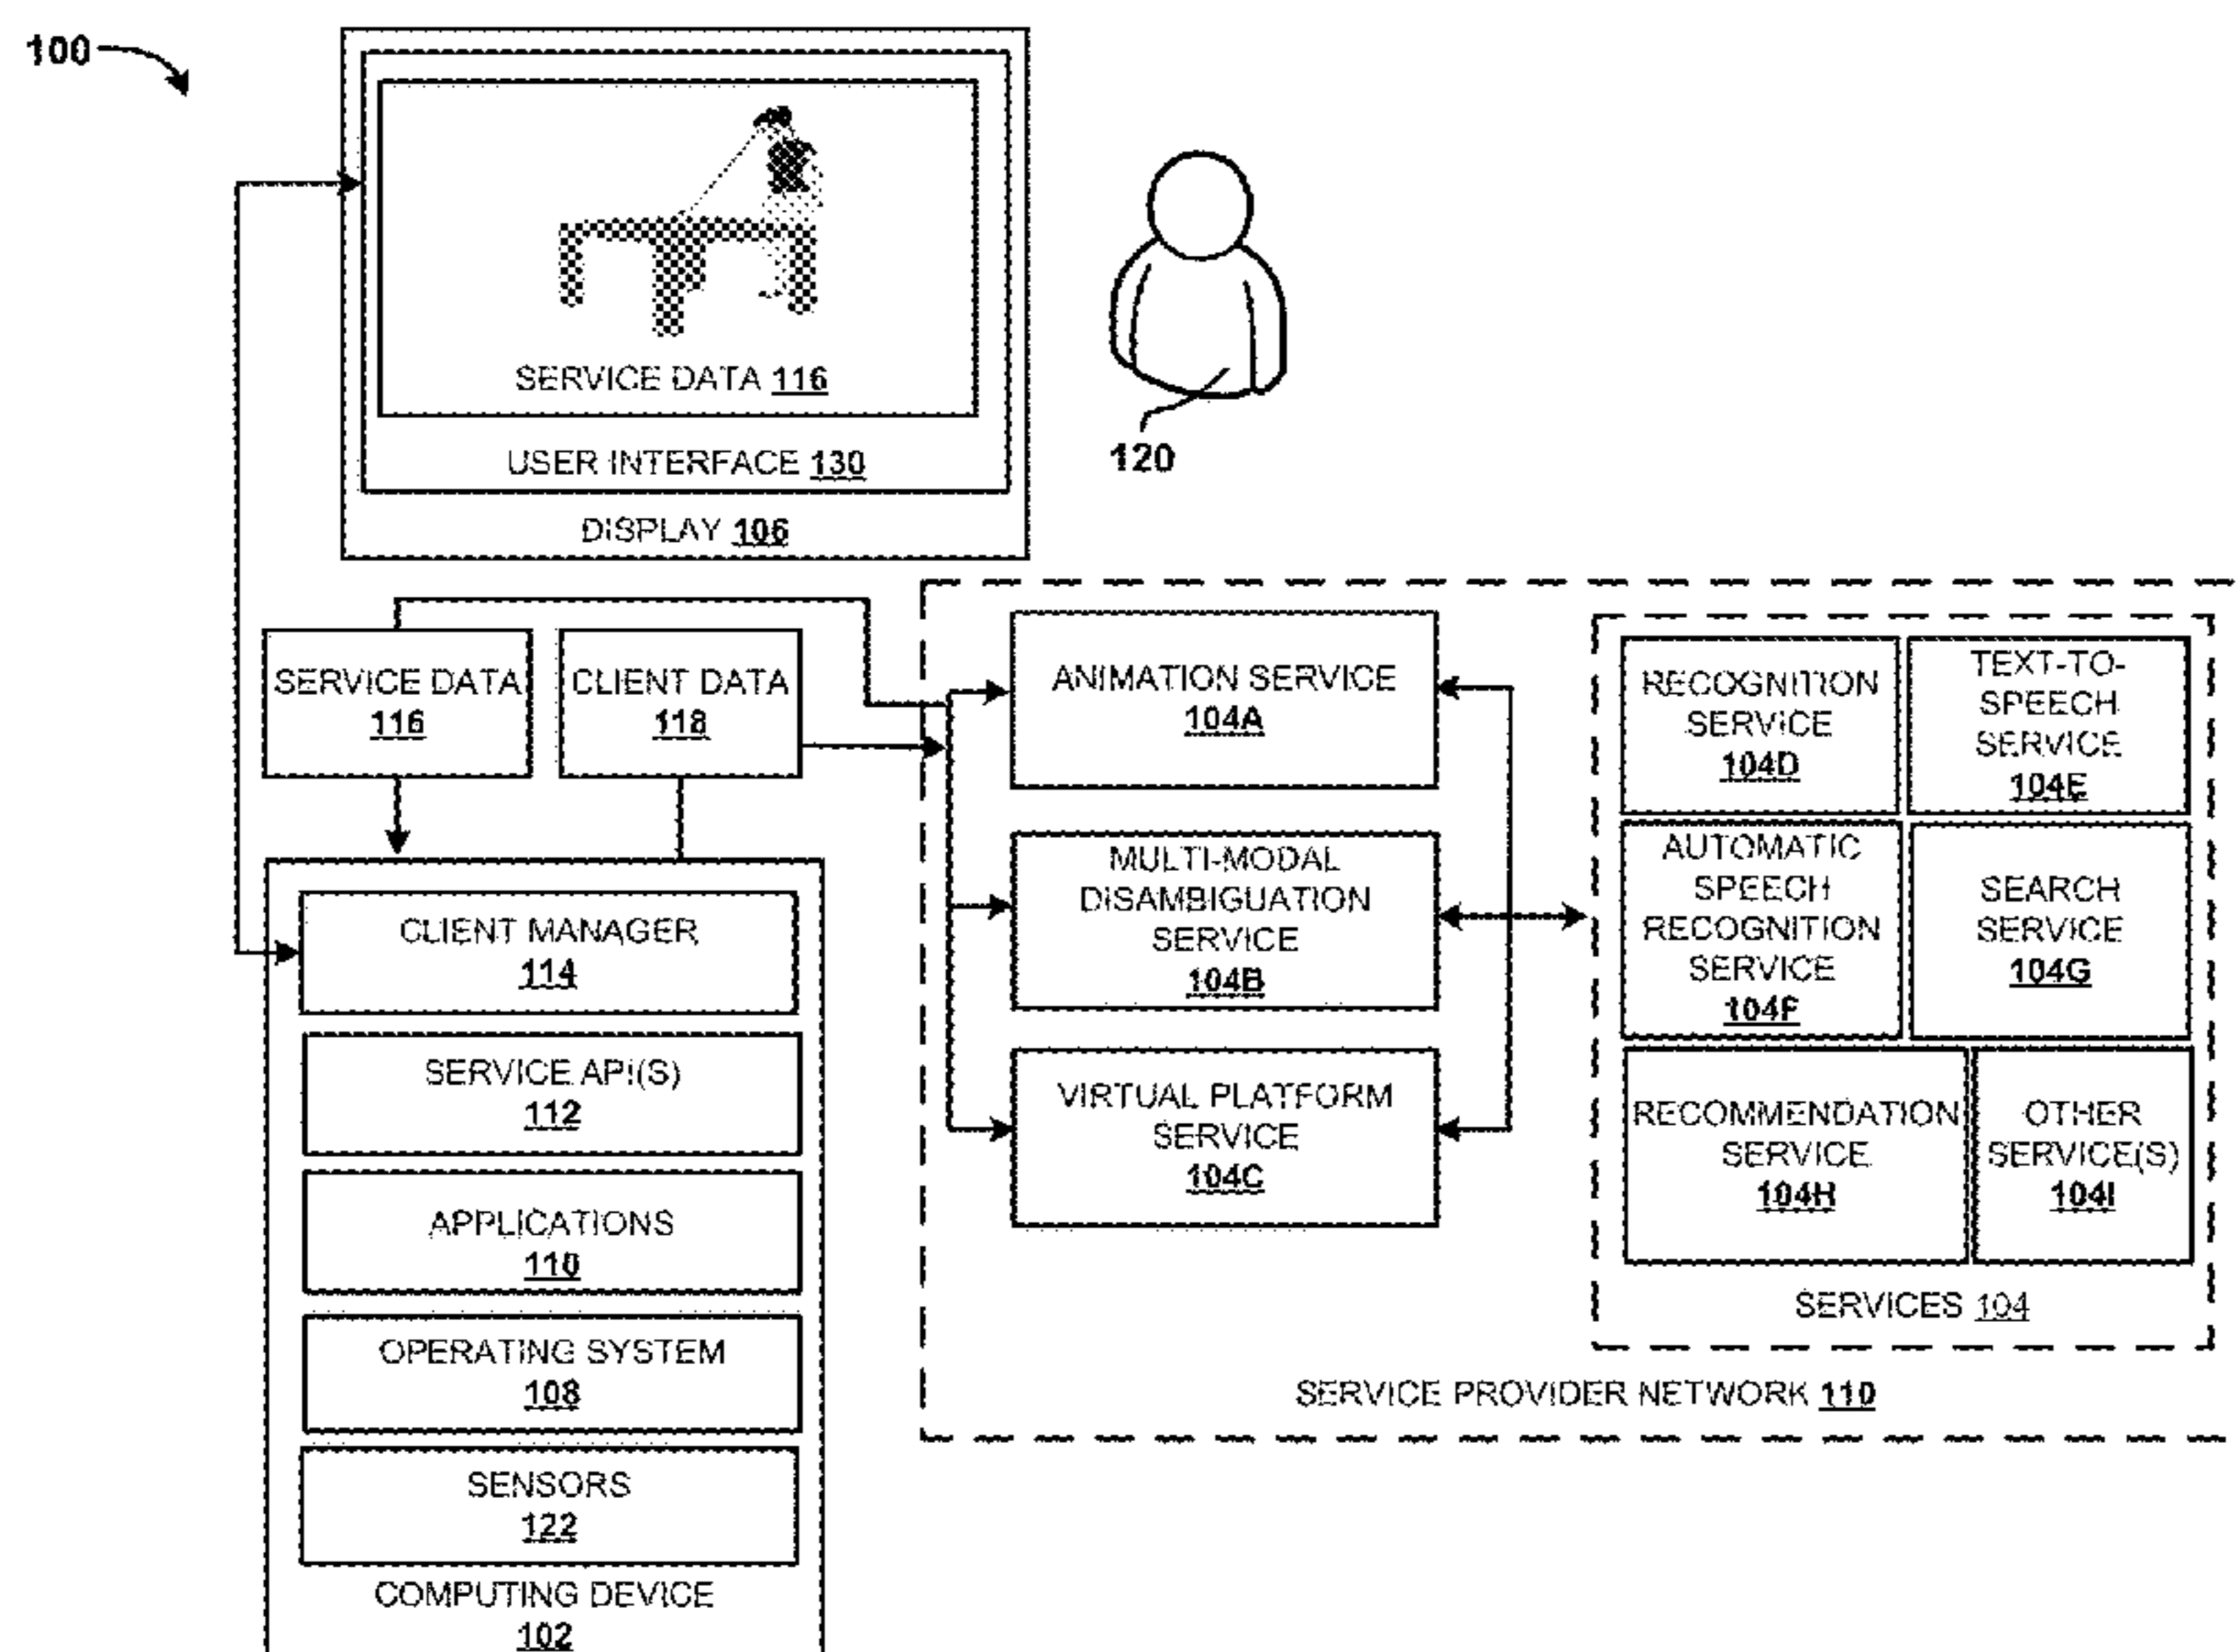 100
SERVICE DATA 116
USER INTERFACE 130
DISPLAY 106
120
SERVICE DATA
116
CLIENT DATA
118
CLIENT MANAGER
114
SERVICE API(S)
112
APPLICATIONS
110
OPERATING SYSTEM
108
SENSORS
122
COMPUTING DEVICE
102
ANIMATION SERVICE
104A
MULTI-MODAL
DISAMBIGUATION
SERVICE
104B
VIRTUAL PLATFORM
SERVICE
104C
RECOGNITION
SERVICE
104D
TEXT-TO-
SPEECH
SERVICE
104E
AUTOMATIC
SPEECH
RECOGNITION
SERVICE
104F
SEARCH
SERVICE
104G
RECOMMENDATION
SERVICE
104H
OTHER
SERVICE(S)
104I
SERVICES 104
SERVICE PROVIDER NETWORK 110